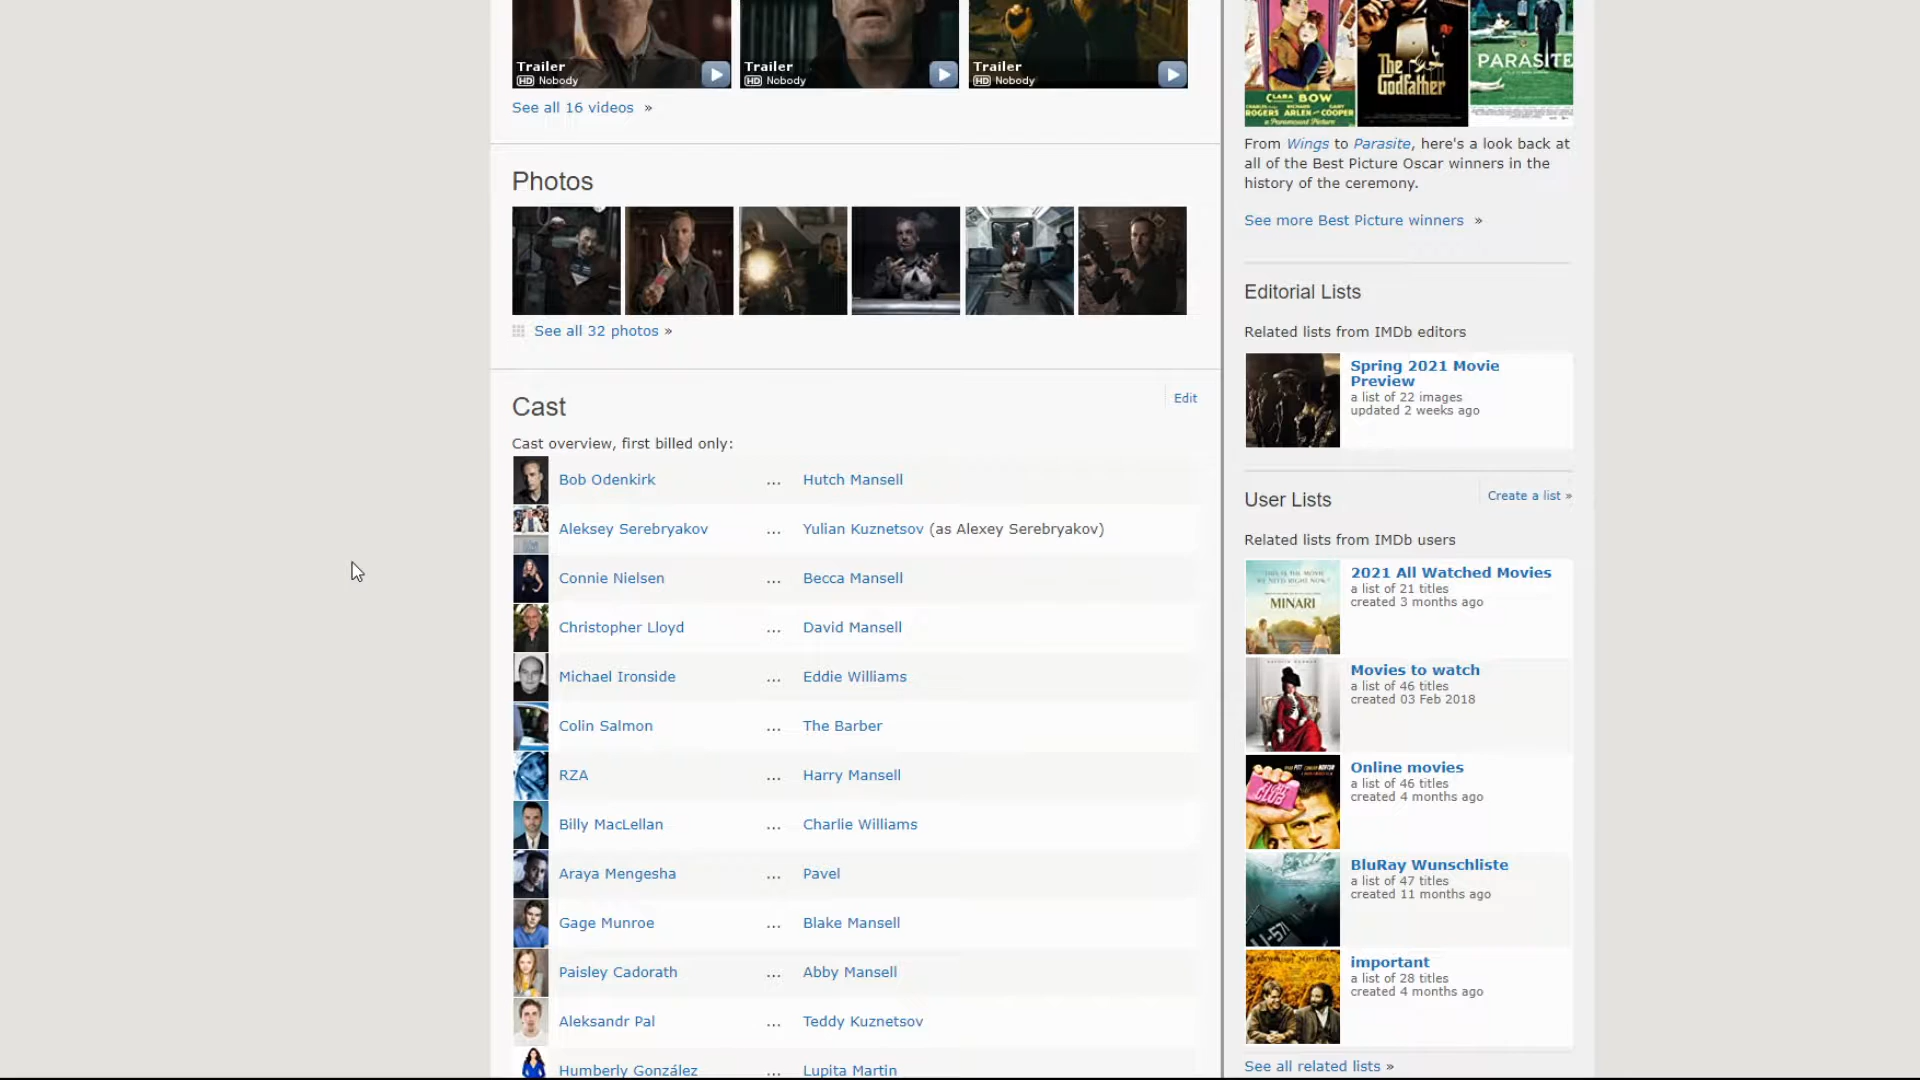 Trailer
HD Nobody
Trailer
HD Nobody
Trailer
HD Nobody
See all 16 videos »
Photos
See all 32 photos »
Cast
Edit
Cast overview, first billed only:
Bob Odenkirk ... Hutch Mansell
Aleksey Serebryakov ... Yulian Kuznetsov (as Alexey Serebryakov)
Connie Nielsen ... Becca Mansell
Christopher Lloyd ... David Mansell
Michael Ironside ... Eddie Williams
Colin Salmon ... The Barber
RZA ... Harry Mansell
Billy MacLellan ... Charlie Williams
Araya Mengesha ... Pavel
Gage Munroe ... Blake Mansell
Paisley Cadorath ... Abby Mansell
Aleksandr Pal ... Teddy Kuznetsov
Humberly González ... Lupita Martin
CLARA BOW
The
Godfather
PARASITE
From Wings to Parasite, here's a look back at
all of the Best Picture Oscar winners in the
history of the ceremony.
See more Best Picture winners »
Editorial Lists
Related lists from IMDb editors
Spring 2021 Movie
Preview
a list of 22 images
updated 2 weeks ago
User Lists
Create a list »
Related lists from IMDb users
MINARI
2021 All Watched Movies
a list of 21 titles
created 3 months ago
Movies to watch
a list of 46 titles
created 03 Feb 2018
FIGHT
CLUB
Online movies
a list of 46 titles
created 4 months ago
U-571
BluRay Wunschliste
a list of 47 titles
created 11 months ago
important
a list of 28 titles
created 4 months ago
See all related lists »